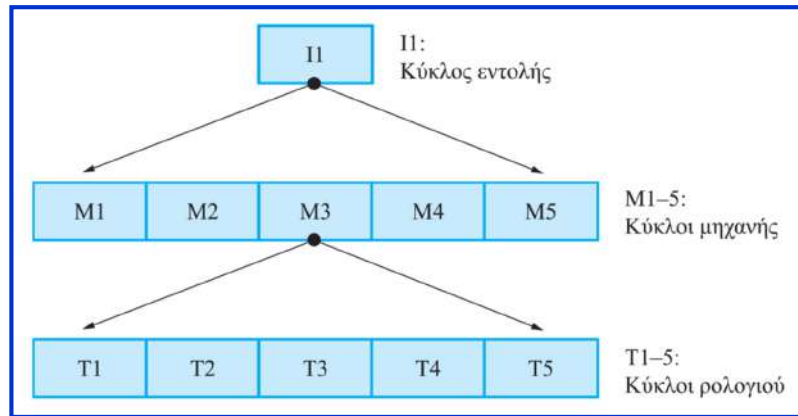 I1
I1:
Κύκλος εντολής
M1 M2 M3 M4 M5
M1–5:
Κύκλοι μηχανής
T1 T2 T3 T4 T5
T1–5:
Κύκλοι ρολογιού